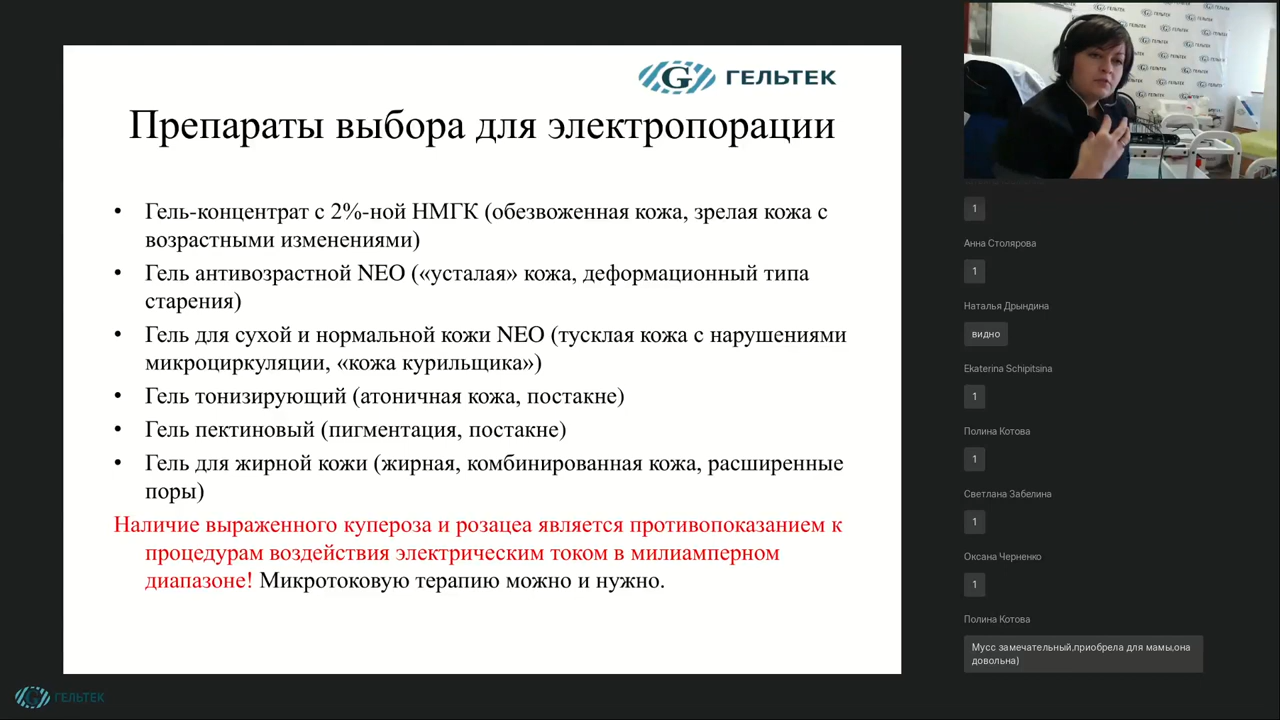 ГЕЛЬТЕК
Препараты выбора для электропорации
• Гель-концентрат с 2%-ной НМГК (обезвоженная кожа, зрелая кожа с
возрастными изменениями)
• Гель антивозрастной NEO («усталая» кожа, деформационный типа
старения)
• Гель для сухой и нормальной кожи NEO (тусклая кожа с нарушениями
микроциркуляции, «кожа курильщика»)
• Гель тонизирующий (атоничная кожа, постакне)
• Гель пектиновый (пигментация, постакне)
• Гель для жирной кожи (жирная, комбинированная кожа, расширенные
поры)
Наличие выраженного купероза и розацеа является противопоказанием к
процедурам воздействия электрическим током в милиамперном
диапазоне! Микротоковую терапию можно и нужно.
ГЕЛЬТЕК
1
Анна Столярова
1
Наталья Дрындина
видно
Ekaterina Schipitsina
1
Полина Котова
1
Светлана Забелина
1
Оксана Черненко
1
Полина Котова
Мусс замечательный,приобрела для мамы,она
довольна)